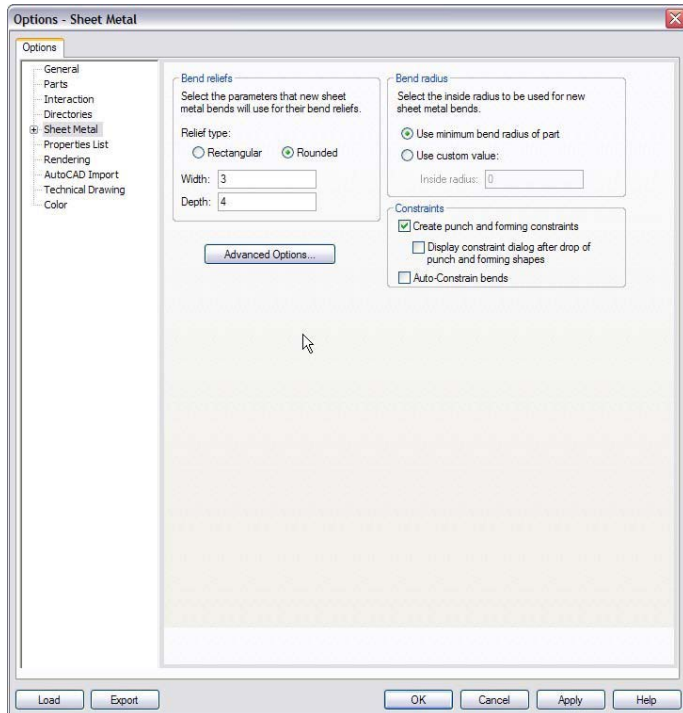 Options - Sheet Metal
Options
General
Parts
Interaction
Directories
Sheet Metal
Properties List
Rendering
AutoCAD Import
Technical Drawing
Color
Bend reliefs
Select the parameters that new sheet
metal bends will use for their bend reliefs.
Relief type:
Rectangular Rounded
Width: 3
Depth: 4
Advanced Options...
Bend radius
Select the inside radius to be used for new
sheet metal bends.
Use minimum bend radius of part
Use custom value:
Inside radius: 0
Constraints
Create punch and forming constraints
Display constraint dialog after drop of
punch and forming shapes
Auto-Constrain bends
Load Export OK Cancel Apply Help